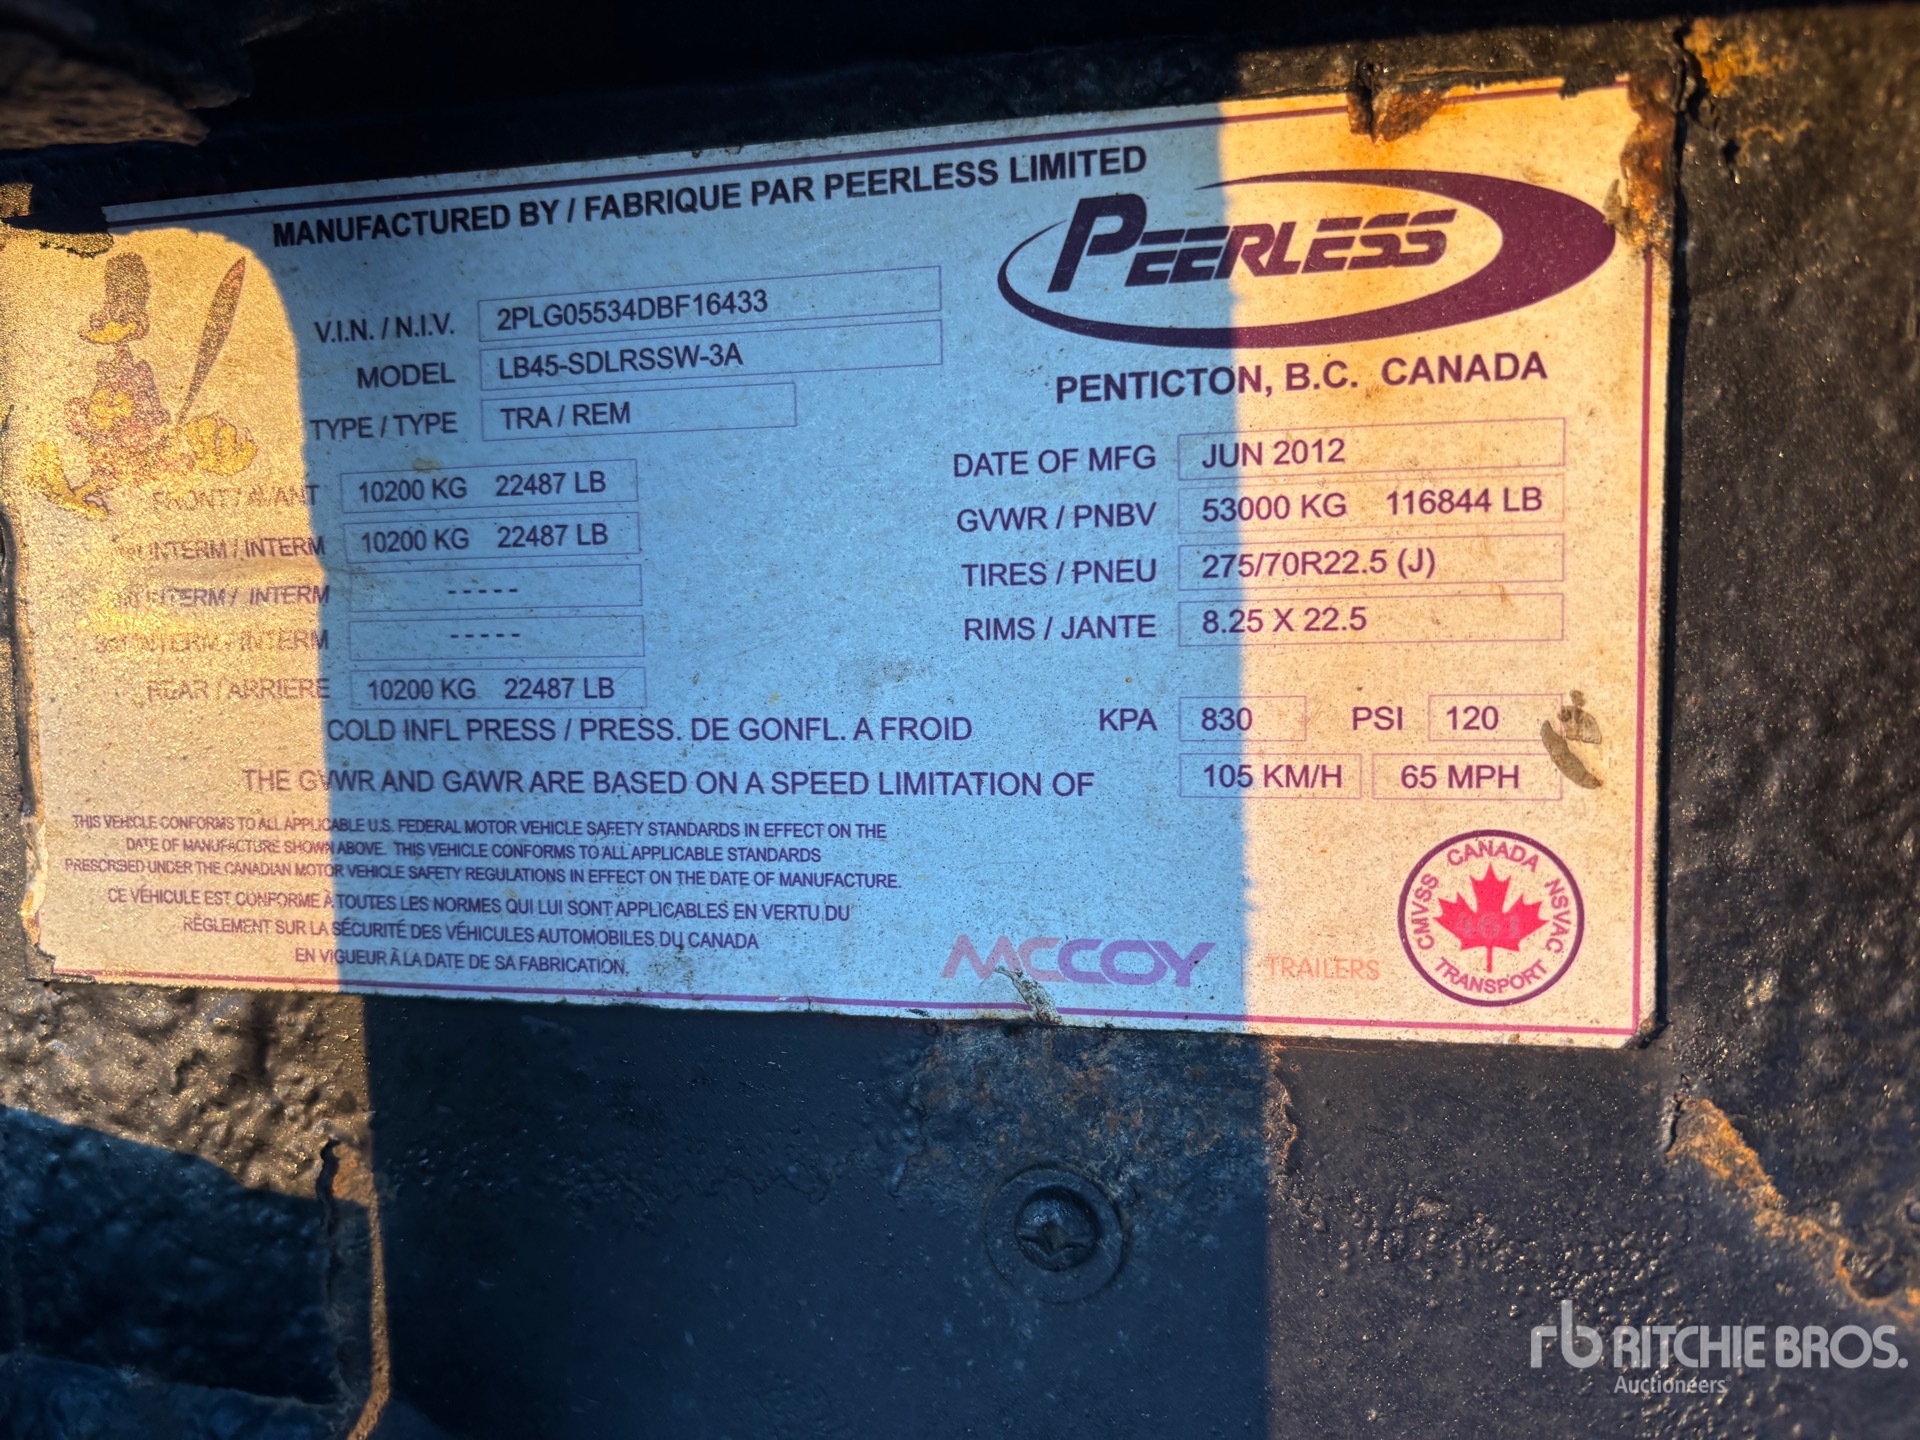 MANUFACTURED BY / FABRIQUE PAR PEERLESS LIMITED
PEERLESS
PENTICTON, B.C. CANADA
V.I.N. / N.I.V. 2PLG05534DBF16433
MODEL LB45-SDLRSSW-3A
TYPE / TYPE TRA / REM
FRONT / AVANT 10200 KG 22487 LB
INTERM / INTERM 10200 KG 22487 LB
INTERM / INTERM -----
INTERM / INTERM -----
REAR / ARRIERE 10200 KG 22487 LB
DATE OF MFG JUN 2012
GVWR / PNBV 53000 KG 116844 LB
TIRES / PNEU 275/70R22.5 (J)
RIMS / JANTE 8.25 X 22.5
COLD INFL PRESS / PRESS. DE GONFL. A FROID KPA 830 PSI 120
THE GVWR AND GAWR ARE BASED ON A SPEED LIMITATION OF 105 KM/H 65 MPH
THIS VEHICLE CONFORMS TO ALL APPLICABLE U.S. FEDERAL MOTOR VEHICLE SAFETY STANDARDS IN EFFECT ON THE
DATE OF MANUFACTURE SHOWN ABOVE. THIS VEHICLE CONFORMS TO ALL APPLICABLE STANDARDS
PRESCRIBED UNDER THE CANADIAN MOTOR VEHICLE SAFETY REGULATIONS IN EFFECT ON THE DATE OF MANUFACTURE.
CE VÉHICULE EST CONFORME À TOUTES LES NORMES QUI LUI SONT APPLICABLES EN VERTU DU
RÈGLEMENT SUR LA SÉCURITÉ DES VÉHICULES AUTOMOBILES DU CANADA
EN VIGUEUR À LA DATE DE SA FABRICATION.
MCCOY TRAILERS
CANADA
CMVSS NSVAC
TRANSPORT
rb RITCHIE BROS.
Auctioneers